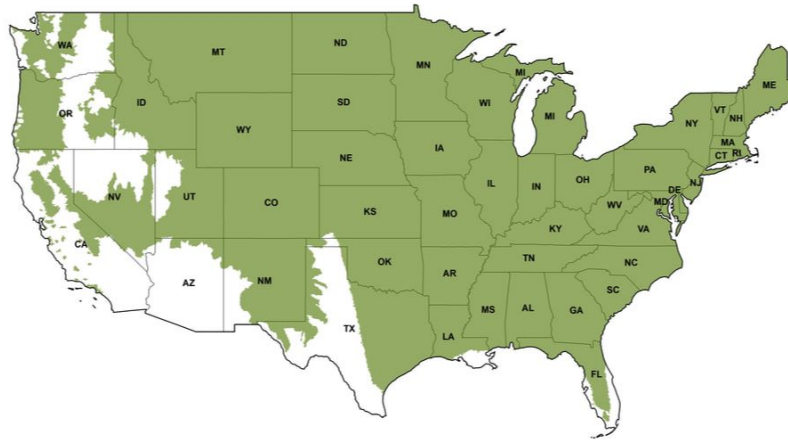 WA
MT
ND
MN
MI
ME
OR
ID
SD
WI
MI
NY
VT
NH
WY
MA
NE
IA
CT
RI
PA
NV
UT
CO
IL
IN
OH
NJ
DE
MD
WV
KS
MO
KY
VA
CA
AZ
NM
OK
AR
TN
NC
SC
TX
LA
MS
AL
GA
FL